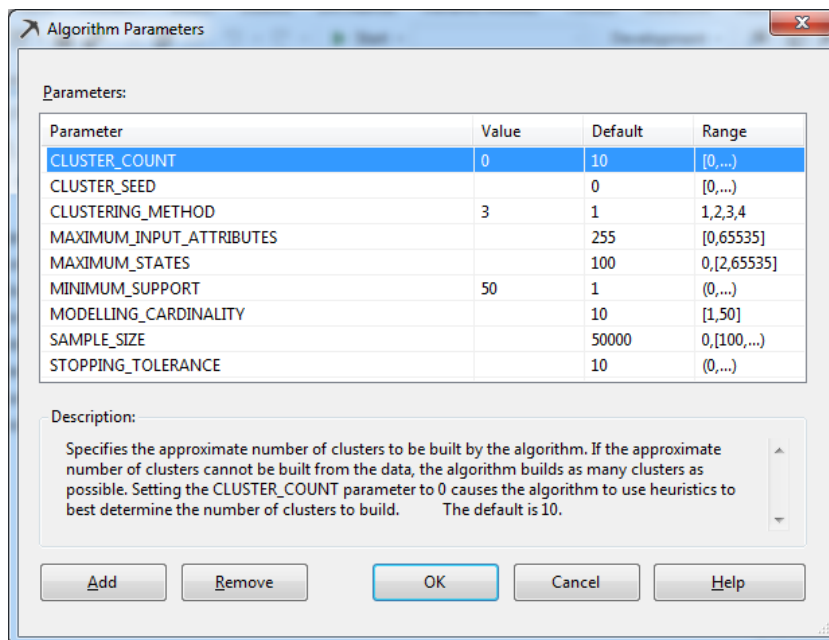 Algorithm Parameters
Parameters:
Parameter Value Default Range
CLUSTER_COUNT 0 10 [0,...)
CLUSTER_SEED 0 [0,...)
CLUSTERING_METHOD 3 1 1,2,3,4
MAXIMUM_INPUT_ATTRIBUTES 255 [0,65535]
MAXIMUM_STATES 100 0,[2,65535]
MINIMUM_SUPPORT 50 1 (0,...)
MODELLING_CARDINALITY 10 [1,50]
SAMPLE_SIZE 50000 0,[100,...)
STOPPING_TOLERANCE 10 (0,...)
Description:
Specifies the approximate number of clusters to be built by the algorithm. If the approximate
number of clusters cannot be built from the data, the algorithm builds as many clusters as
possible. Setting the CLUSTER_COUNT parameter to 0 causes the algorithm to use heuristics to
best determine the number of clusters to build. The default is 10.
Add Remove OK Cancel Help